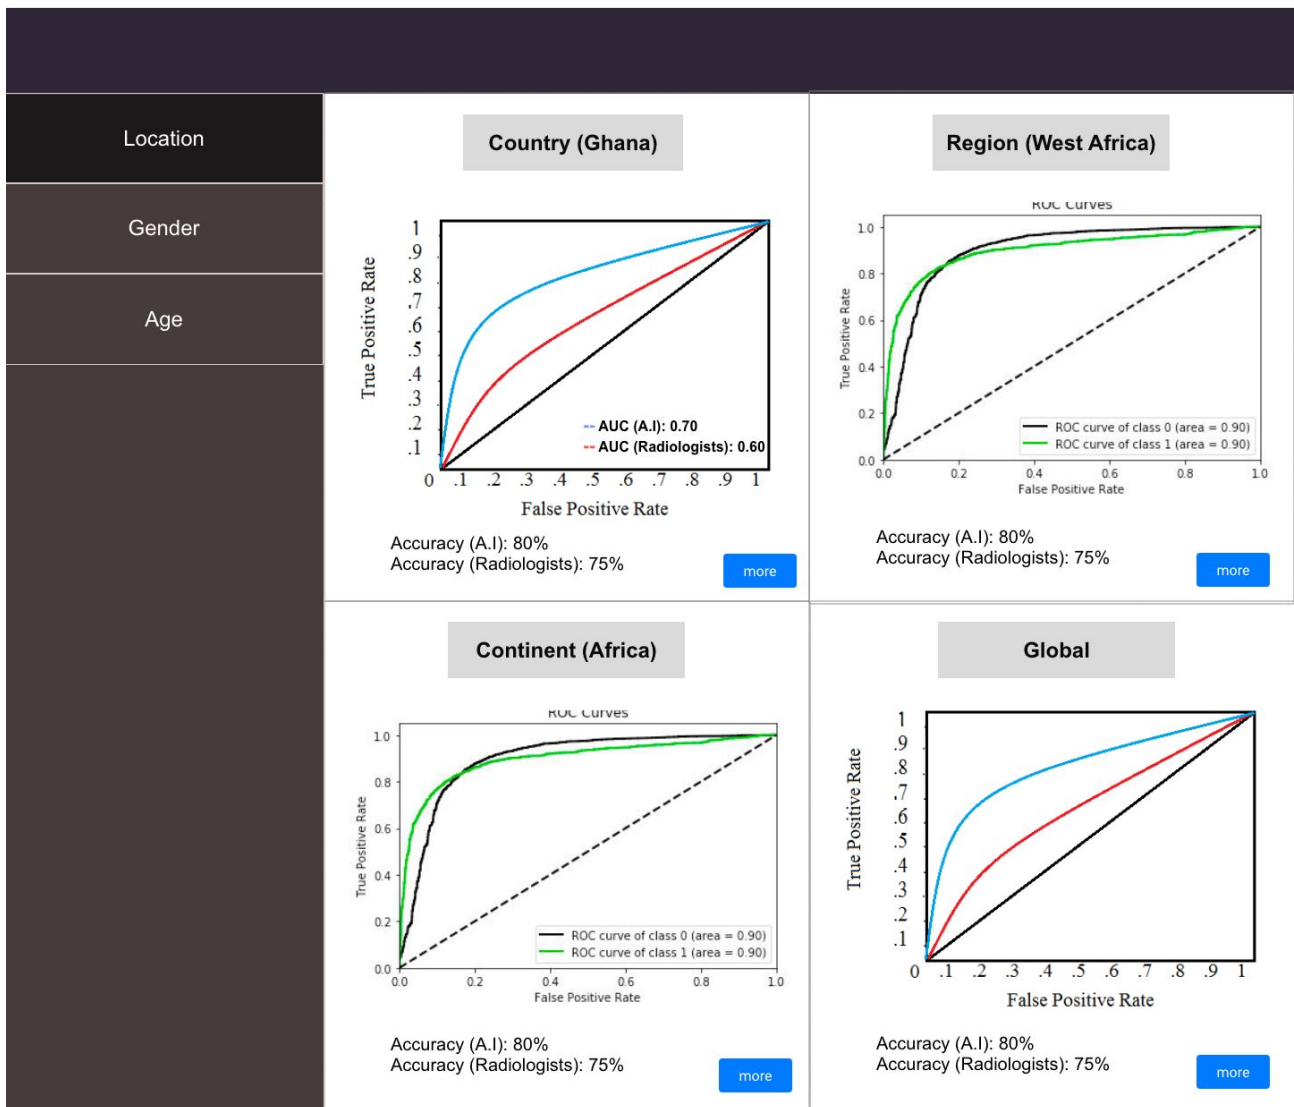 Location
Gender
Age
Country (Ghana)
True Positive Rate
1
.9
.8
.7
.6
.5
.4
.3
.2
.1
-- AUC (A.I): 0.70
-- AUC (Radiologists): 0.60
0 .1 .2 .3 .4 .5 .6 .7 .8 .9 1
False Positive Rate
Accuracy (A.I): 80%
Accuracy (Radiologists): 75%
more
Region (West Africa)
ROC Curves
True Positive Rate
1.0
0.8
0.6
0.4
0.2
0.0
ROC curve of class 0 (area = 0.90)
ROC curve of class 1 (area = 0.90)
0.0 0.2 0.4 0.6 0.8 1.0
False Positive Rate
Accuracy (A.I): 80%
Accuracy (Radiologists): 75%
more
Continent (Africa)
ROC Curves
True Positive Rate
1.0
0.8
0.6
0.4
0.2
0.0
ROC curve of class 0 (area = 0.90)
ROC curve of class 1 (area = 0.90)
0.0 0.2 0.4 0.6 0.8 1.0
False Positive Rate
Accuracy (A.I): 80%
Accuracy (Radiologists): 75%
more
Global
True Positive Rate
1
.9
.8
.7
.6
.5
.4
.3
.2
.1
0 .1 .2 .3 .4 .5 .6 .7 .8 .9 1
False Positive Rate
Accuracy (A.I): 80%
Accuracy (Radiologists): 75%
more